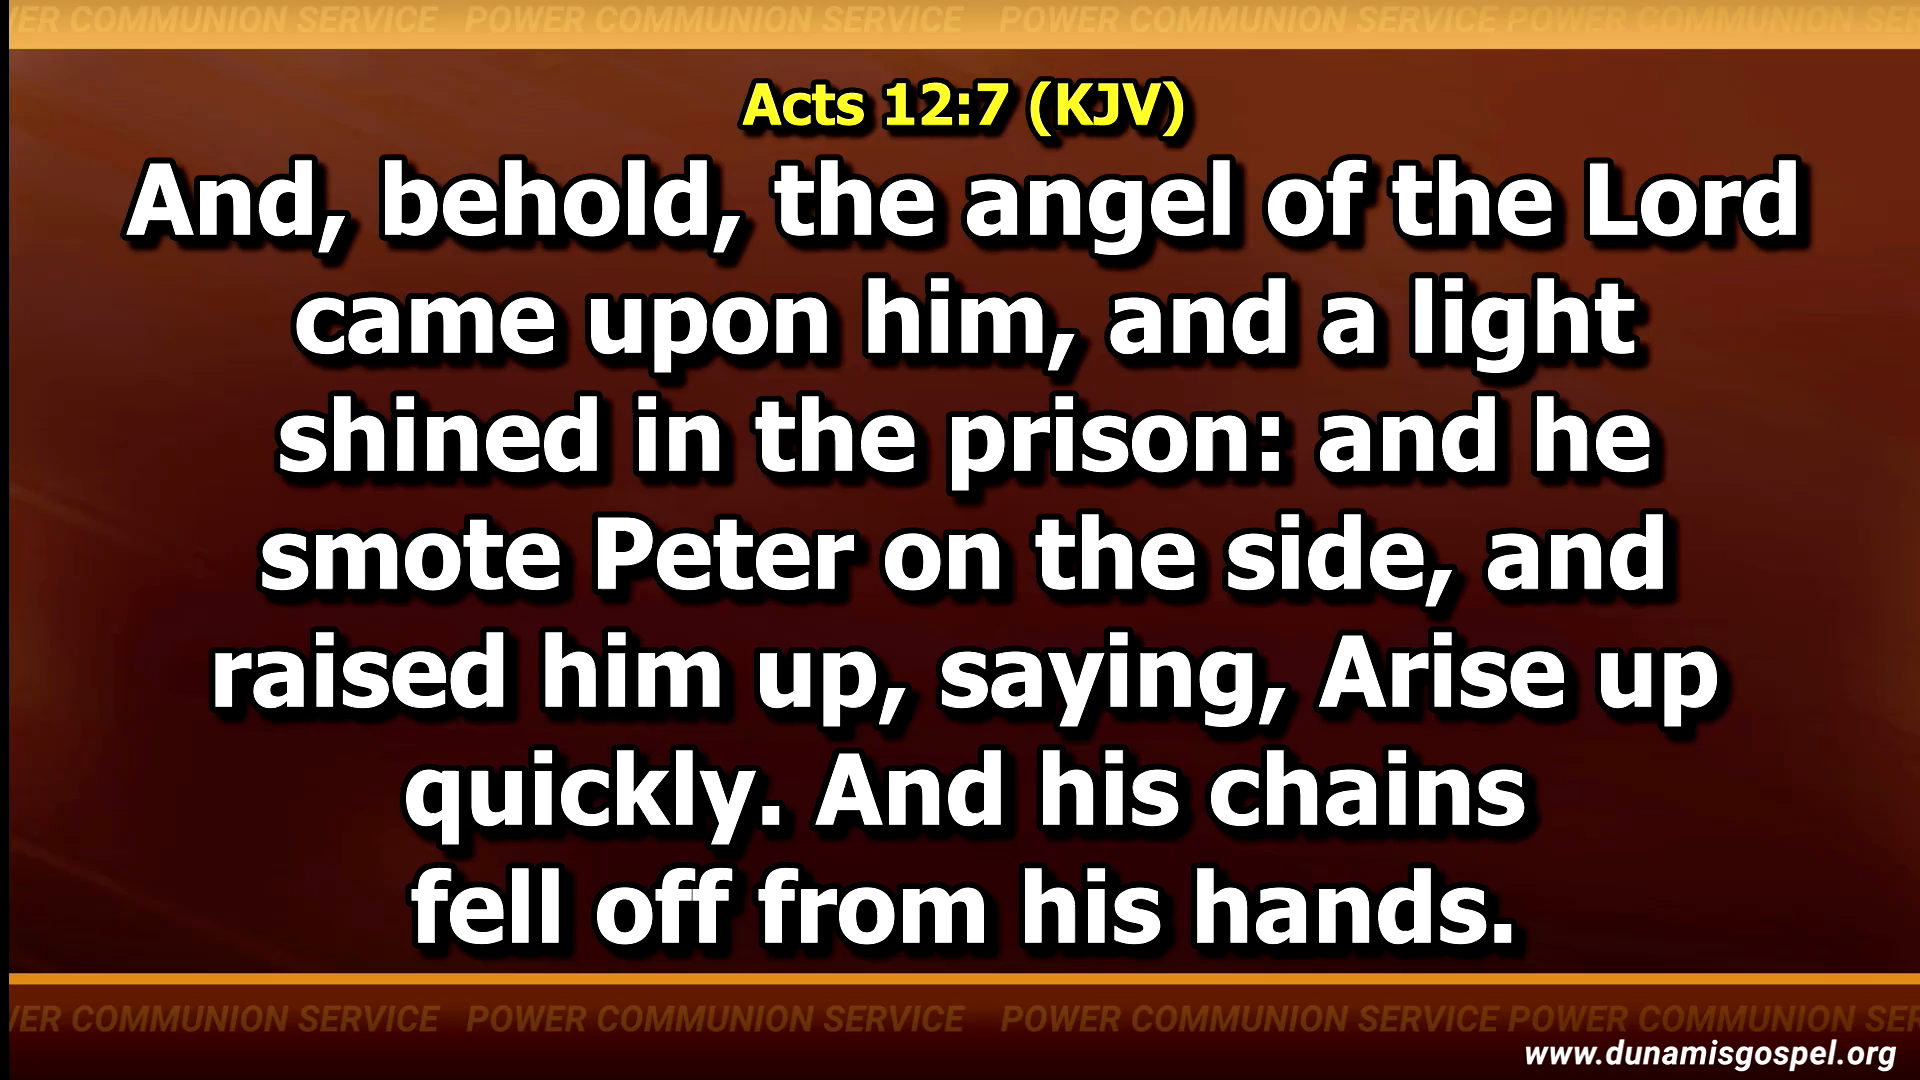 ER COMMUNION SERVICE POWER COMMUNION SERVICE POWER COMMUNION SERVICE POWER COMMUNION SER
Acts 12:7 (KJV)
And, behold, the angel of the Lord
came upon him, and a light
shined in the prison: and he
smote Peter on the side, and
raised him up, saying, Arise up
quickly. And his chains
fell off from his hands.
VER COMMUNION SERVICE POWER COMMUNION SERVICE POWER COMMUNION SERVICE POWER COMMUNION SER
www.dunamisgospel.org